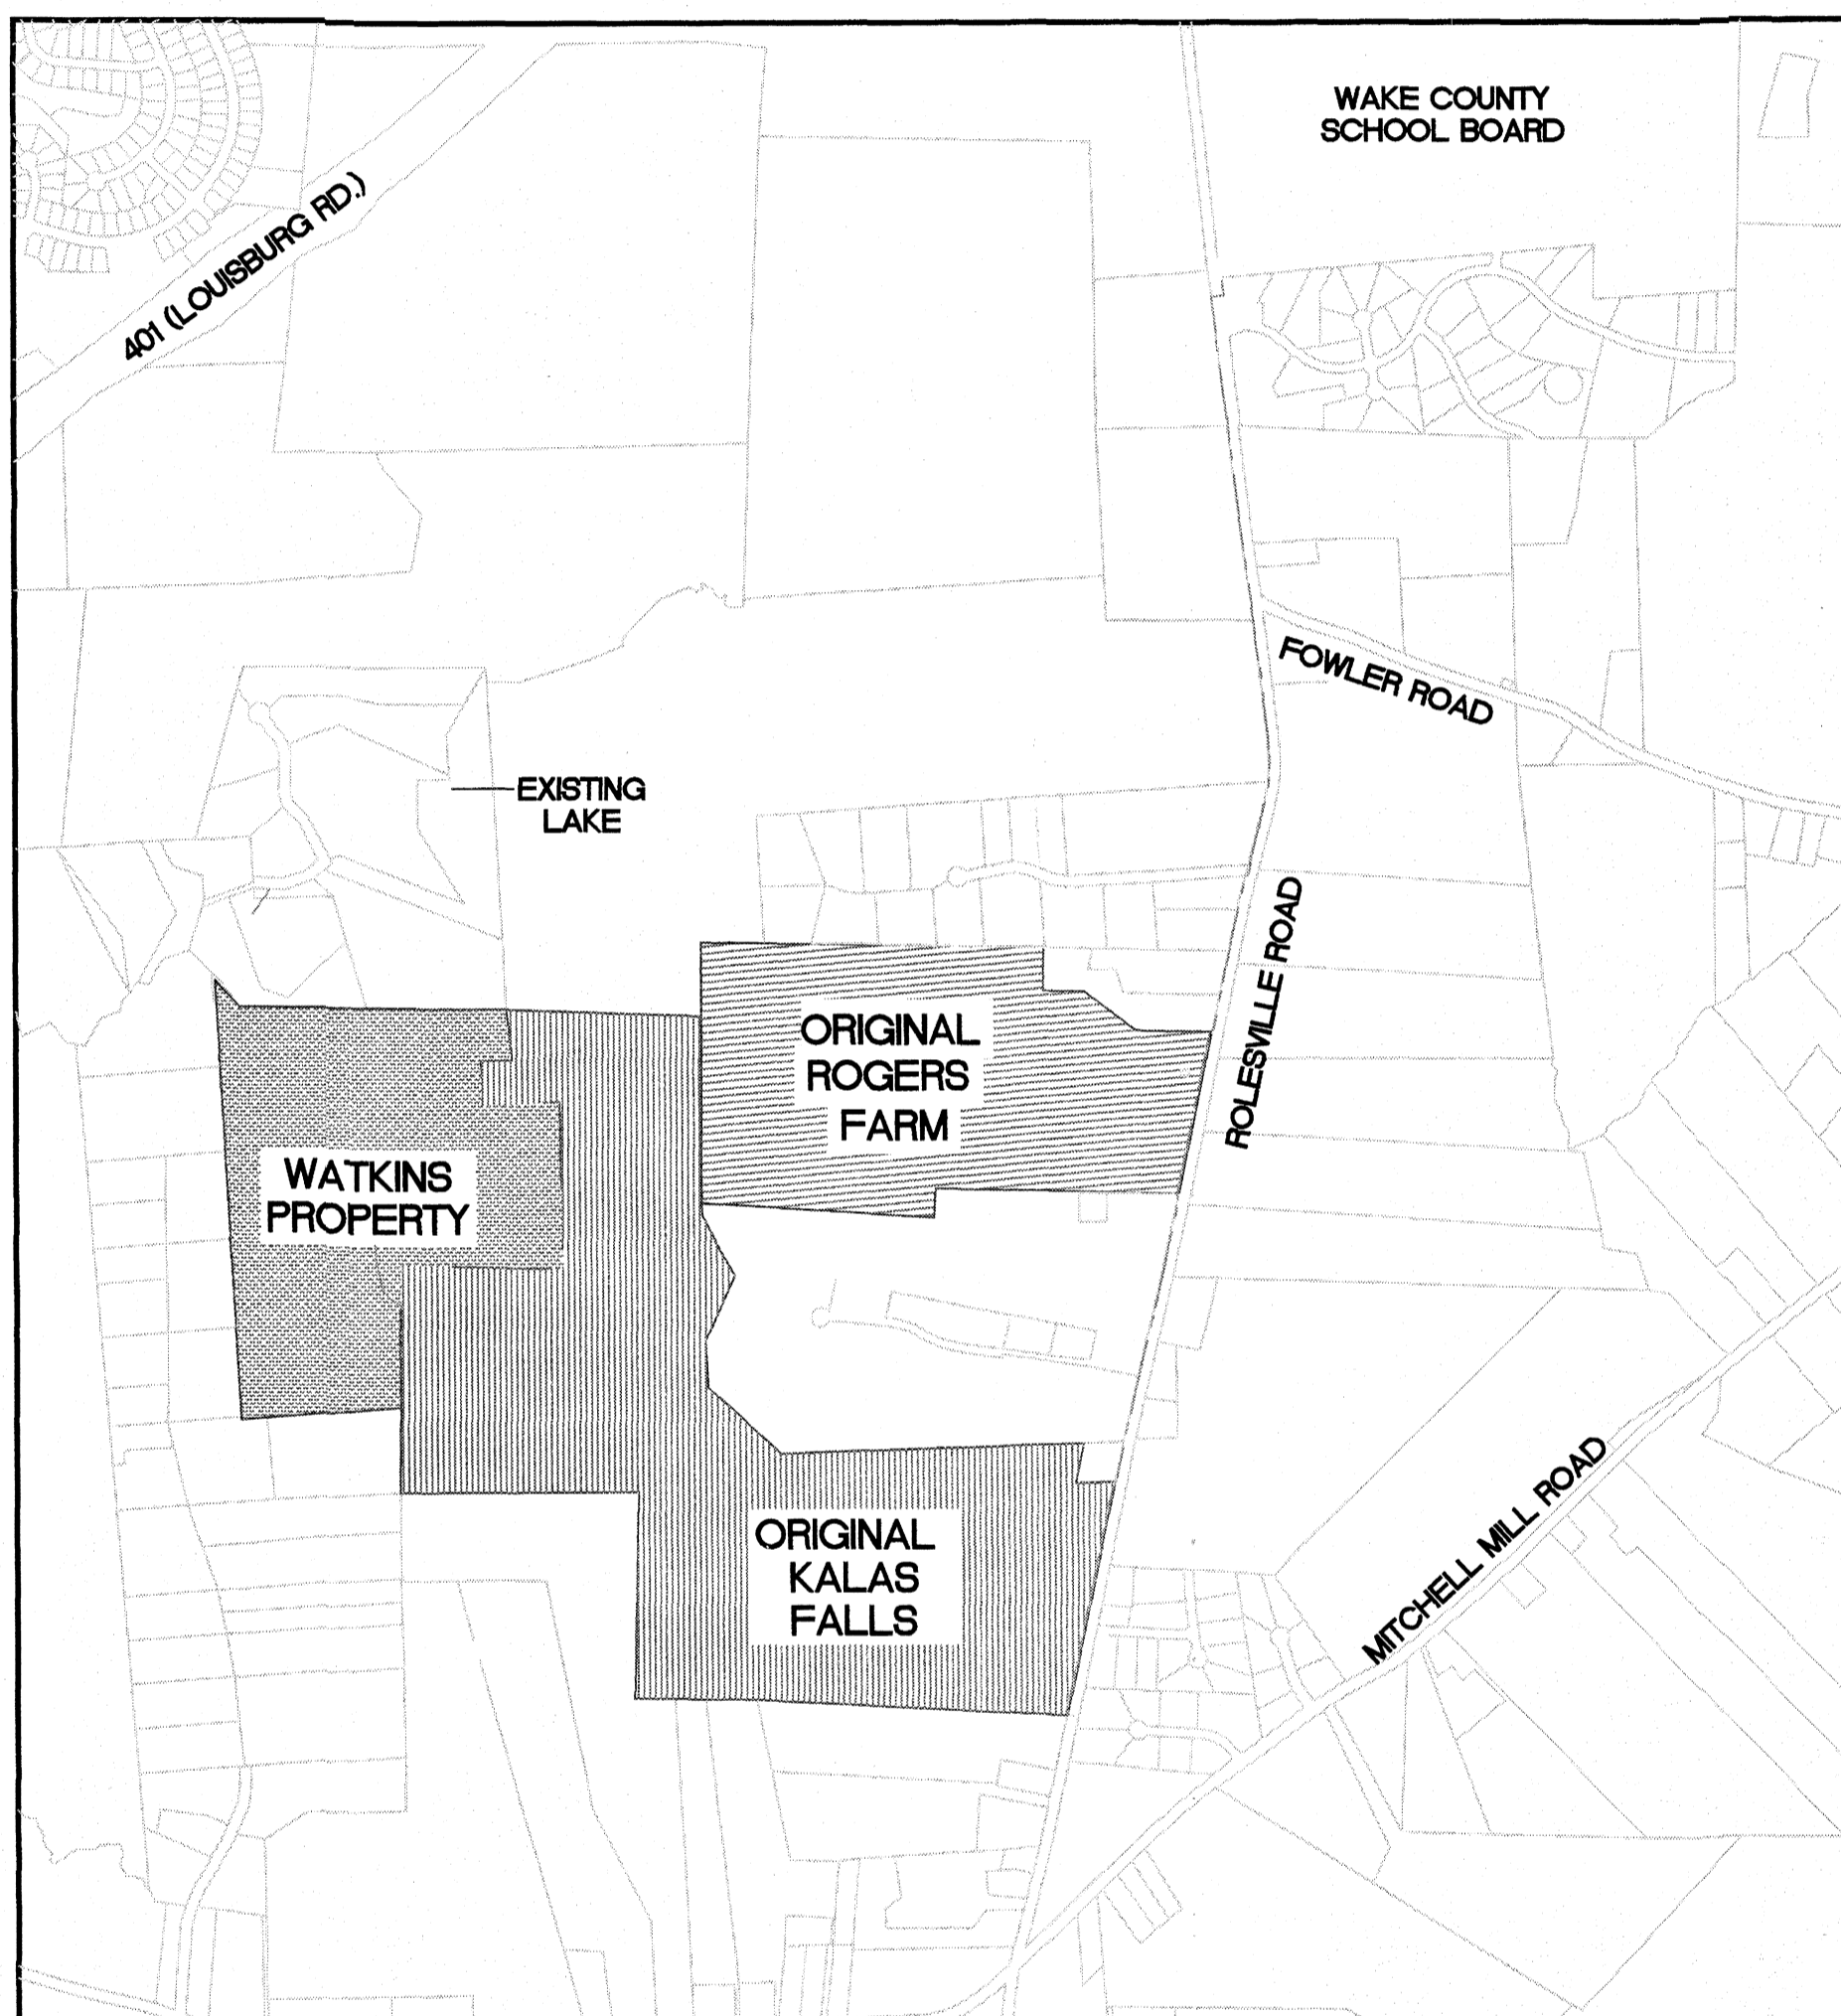 WAKE COUNTY
SCHOOL BOARD
401 (LOUISBURG RD.)
FOWLER ROAD
EXISTING
LAKE
ROLESVILLE ROAD
ORIGINAL
ROGERS
FARM
WATKINS
PROPERTY
ORIGINAL
KALAS
FALLS
MITCHELL MILL ROAD